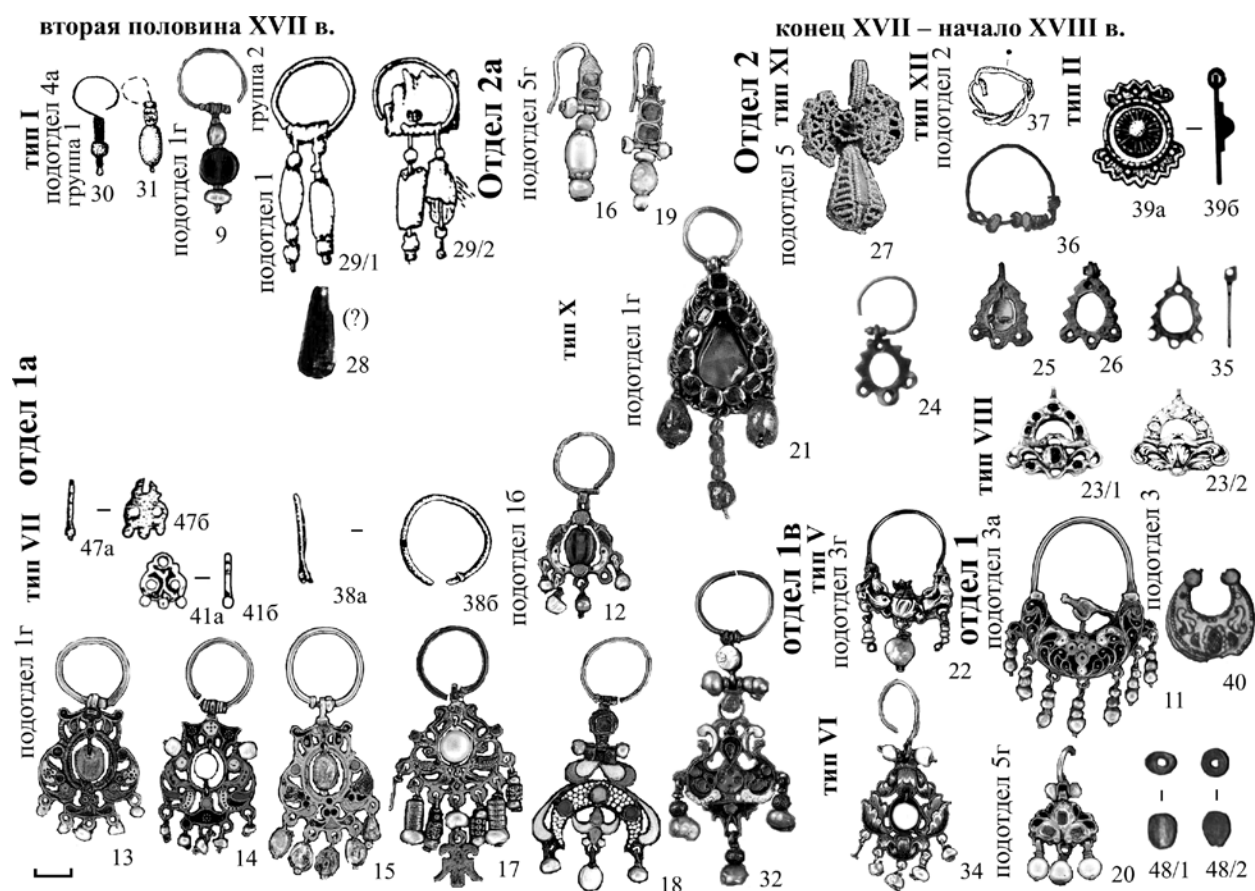 вторая половина XVII в.
конец XVII – начало XVIII в.
тип I
подотдел 4а
группа 1
30
31
подотдел 1г
9
группа 2
подотдел 1
29/1
29/2
Отдел 2а
(?)
28
подотдел 5г
16
19
Отдел 2
подотдел 5
тип XI
27
тип XII
подотдел 2
37
36
тип II
39а
–
39б
тип X
подотдел 1г
21
24
25
26
35
тип VIII
23/1
23/2
отдел 1а
тип VII
47а
–
47б
41а
–
41б
38а
–
38б
подотдел 1б
12
отдел 1в
тип V
подотдел 3г
22
отдел 1
подотдел 3а
11
подотдел 3
40
подотдел 1г
13
14
15
17
18
32
тип VI
34
подотдел 5г
20
48/1
48/2